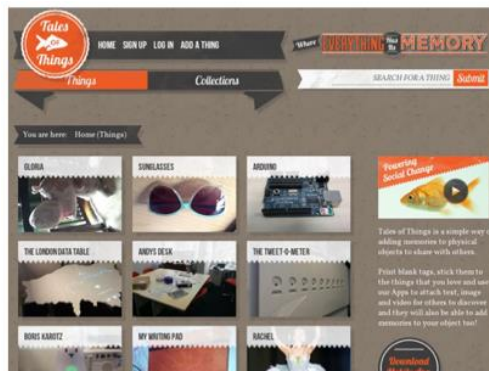 Tales
Of
Things
HOME SIGN UP LOG IN ADD A THING
Where EVERYTHING Has Its MEMORY
Things
Collections
SEARCH FOR A THING Submit
You are here: Home (Things)
GLORIA
SUNGLASSES
ARDUINO
Powering
Social Change
THE LONDON DATA TABLE
ANDYS DESK
THE TWEET-O-METER
Tales of Things is a simple way o
adding memories to physical
objects to share with others.
Print blank tags, stick them to
the things that you love and use
our Apps to attach text, image
and video for others to discover
and they will also be able to add
memories to your object too!
BORIS KAROTZ
MY WRITING PAD
RACHEL
Download